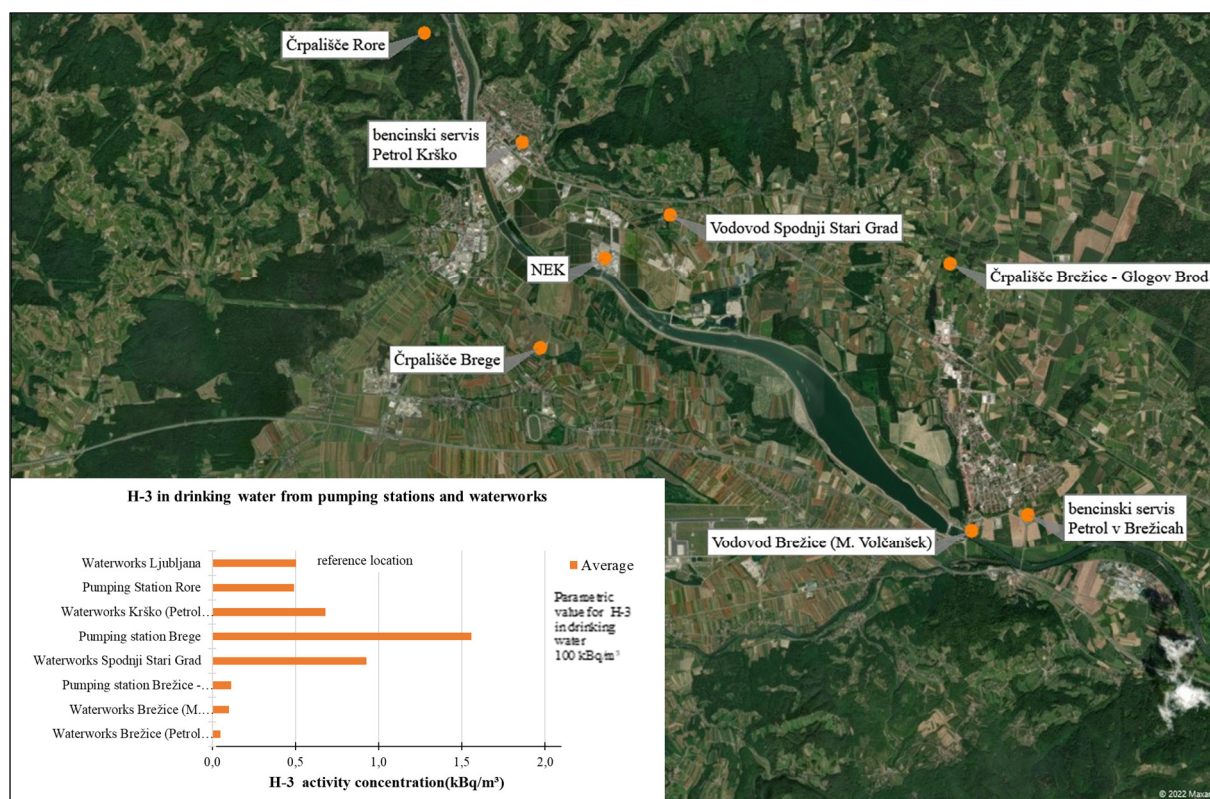 Črpališče Rore
bencinski servis
Petrol Krško
Vodovod Spodnji Stari Grad
NEK
Črpališče Brežice - Glogov Brod
Črpališče Brege
bencinski servis
Petrol v Brežicah
Vodovod Brežice (M. Volčanšek)
H-3 in drinking water from pumping stations and waterworks
Waterworks Ljubljana
reference location
Average
Pumping Station Rore
Parametric
value for H-3
in drinking
water
100 kBq/m³
Waterworks Krško (Petrol…
Pumping station Brege
Waterworks Spodnji Stari Grad
Pumping station Brežice -…
Waterworks Brežice (M.…
Waterworks Brežice (Petrol…
0,0 0,5 1,0 1,5 2,0
H-3 activity concentration(kBq/m³)
© 2022 Maxar